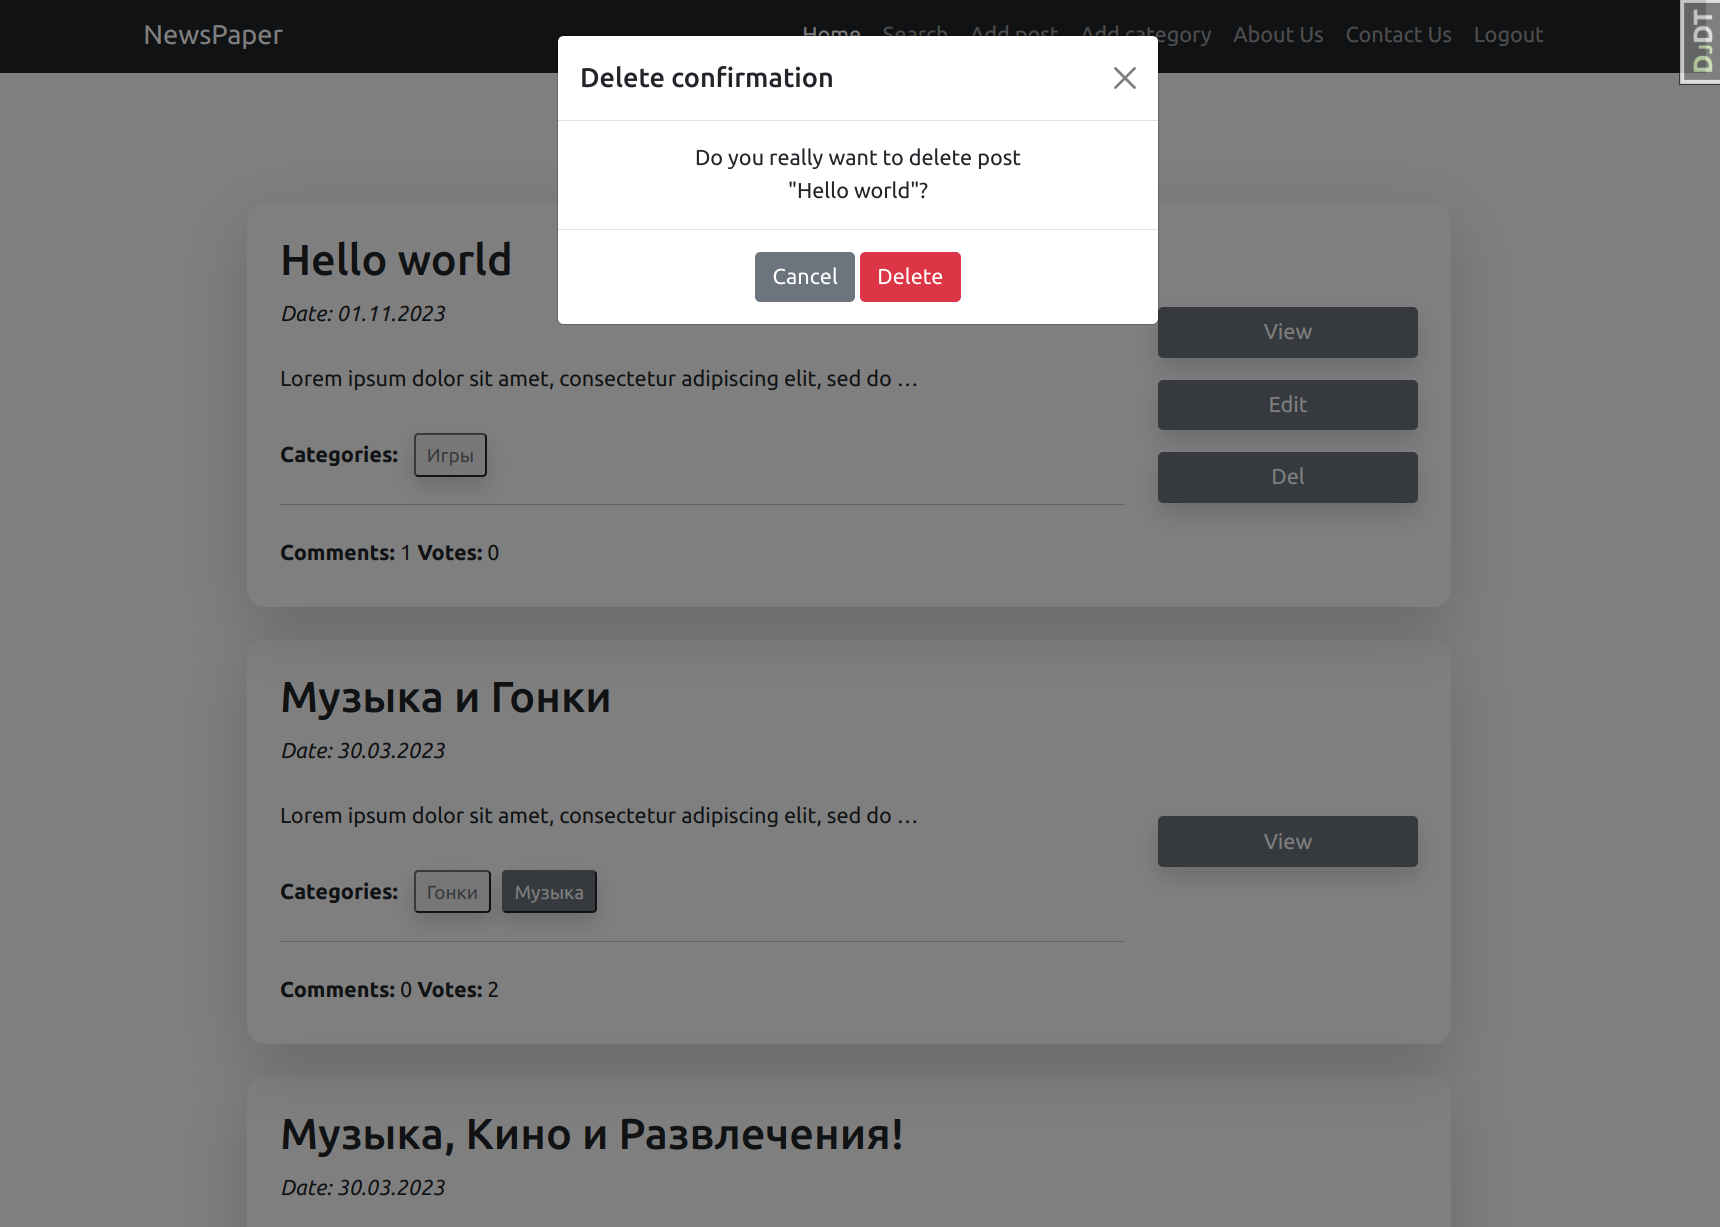 NewsPaper
Home Search Add post Add category About Us Contact Us Logout
DjDT
Delete confirmation
Do you really want to delete post
"Hello world"?
Cancel Delete
Hello world
Date: 01.11.2023
Lorem ipsum dolor sit amet, consectetur adipiscing elit, sed do …
Categories: Игры
Comments: 1 Votes: 0
View
Edit
Del
Музыка и Гонки
Date: 30.03.2023
Lorem ipsum dolor sit amet, consectetur adipiscing elit, sed do …
Categories: Гонки Музыка
Comments: 0 Votes: 2
View
Музыка, Кино и Развлечения!
Date: 30.03.2023